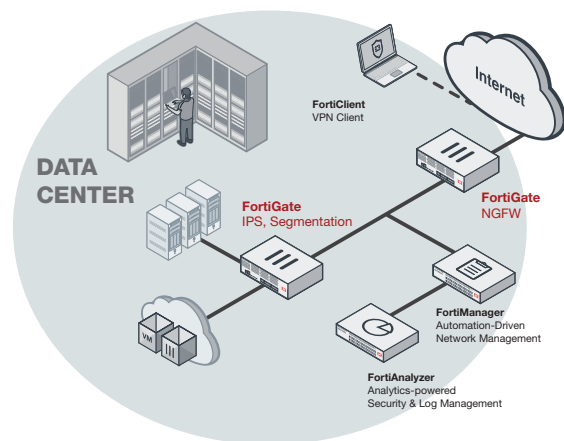 Internet
FortiClient
VPN Client
DATA
CENTER
FortiGate
NGFW
FortiGate
IPS, Segmentation
VM
FortiManager
Automation-Driven
Network Management
FortiAnalyzer
Analytics-powered
Security & Log Management